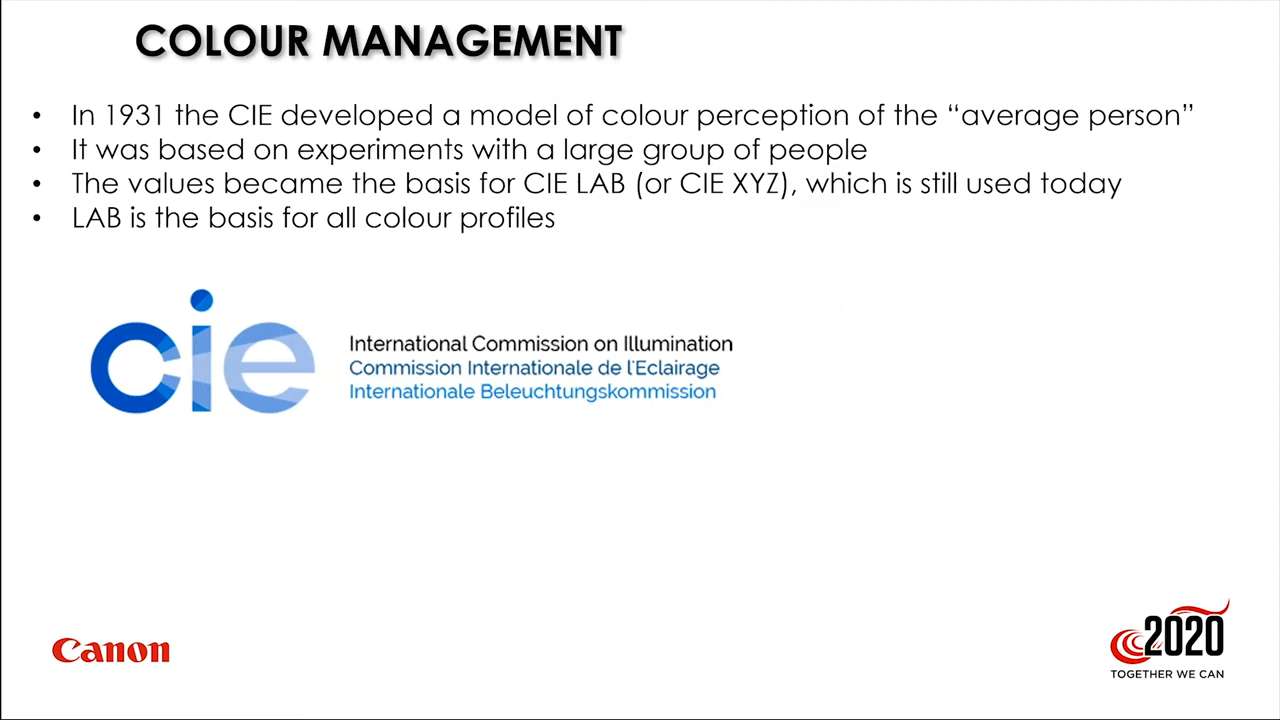 COLOUR MANAGEMENT
• In 1931 the CIE developed a model of colour perception of the “average person”
• It was based on experiments with a large group of people
• The values became the basis for CIE LAB (or CIE XYZ), which is still used today
• LAB is the basis for all colour profiles
cie
International Commission on Illumination
Commission Internationale de l'Eclairage
Internationale Beleuchtungskommission
Canon
2020
TOGETHER WE CAN